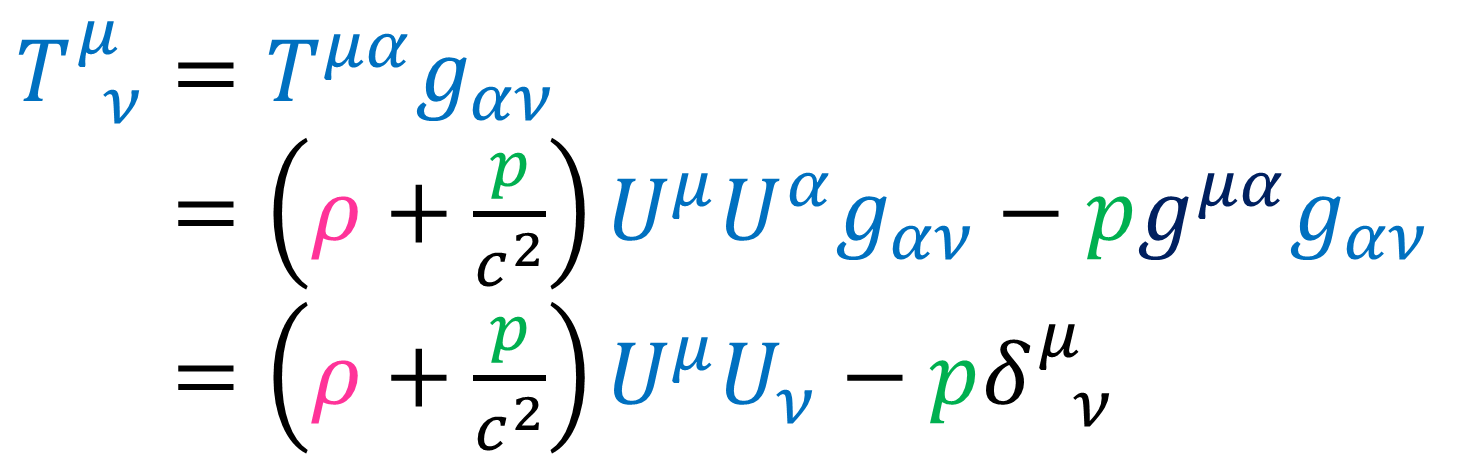 T^μ_ν = T^{μα} g_{αν}
= (ρ + p/c²) U^μ U^α g_{αν} − p g^{μα} g_{αν}
= (ρ + p/c²) U^μ U_ν − p δ^μ_ν